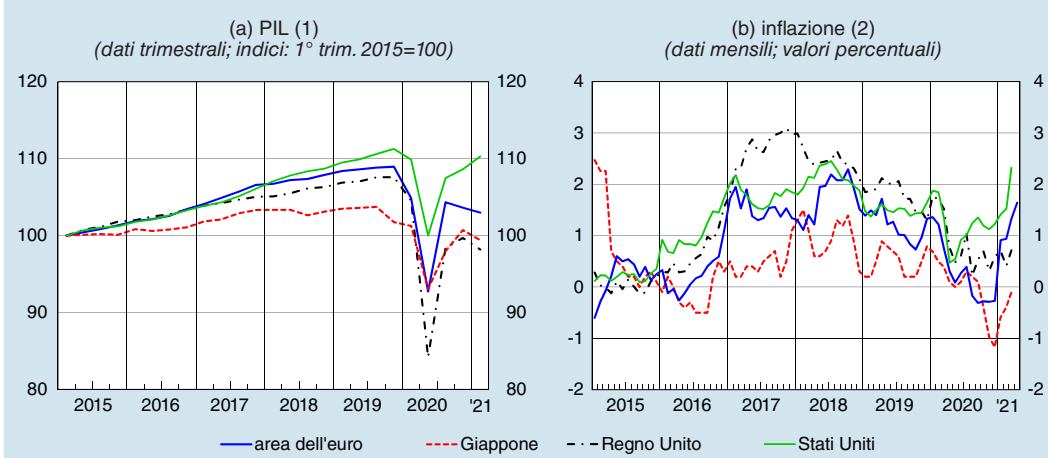 (a) PIL (1)
(dati trimestrali; indici: 1° trim. 2015=100)
120 120
110 110
100 100
90 90
80 80
2015 2016 2017 2018 2019 2020 '21
(b) inflazione (2)
(dati mensili; valori percentuali)
4 4
3 3
2 2
1 1
0 0
-1 -1
-2 -2
2015 2016 2017 2018 2019 2020 '21
area dell'euro Giappone Regno Unito Stati Uniti